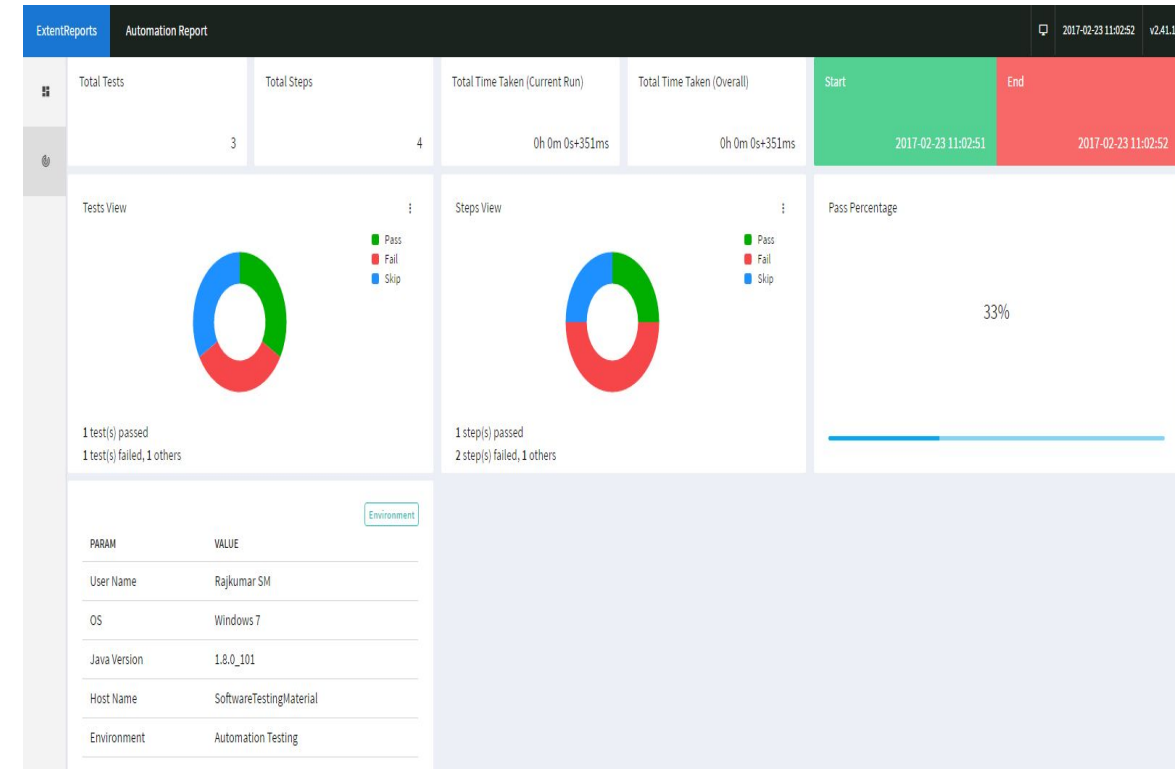 ExtentReports Automation Report 2017-02-23 11:02:52 v2.41.1
Total Tests
3
Total Steps
4
Total Time Taken (Current Run)
0h 0m 0s+351ms
Total Time Taken (Overall)
0h 0m 0s+351ms
Start
2017-02-23 11:02:51
End
2017-02-23 11:02:52
Tests View
Pass
Fail
Skip
1 test(s) passed
1 test(s) failed, 1 others
Steps View
Pass
Fail
Skip
1 step(s) passed
2 step(s) failed, 1 others
Pass Percentage
33%
Environment
PARAM VALUE
User Name Rajkumar SM
OS Windows 7
Java Version 1.8.0_101
Host Name SoftwareTestingMaterial
Environment Automation Testing